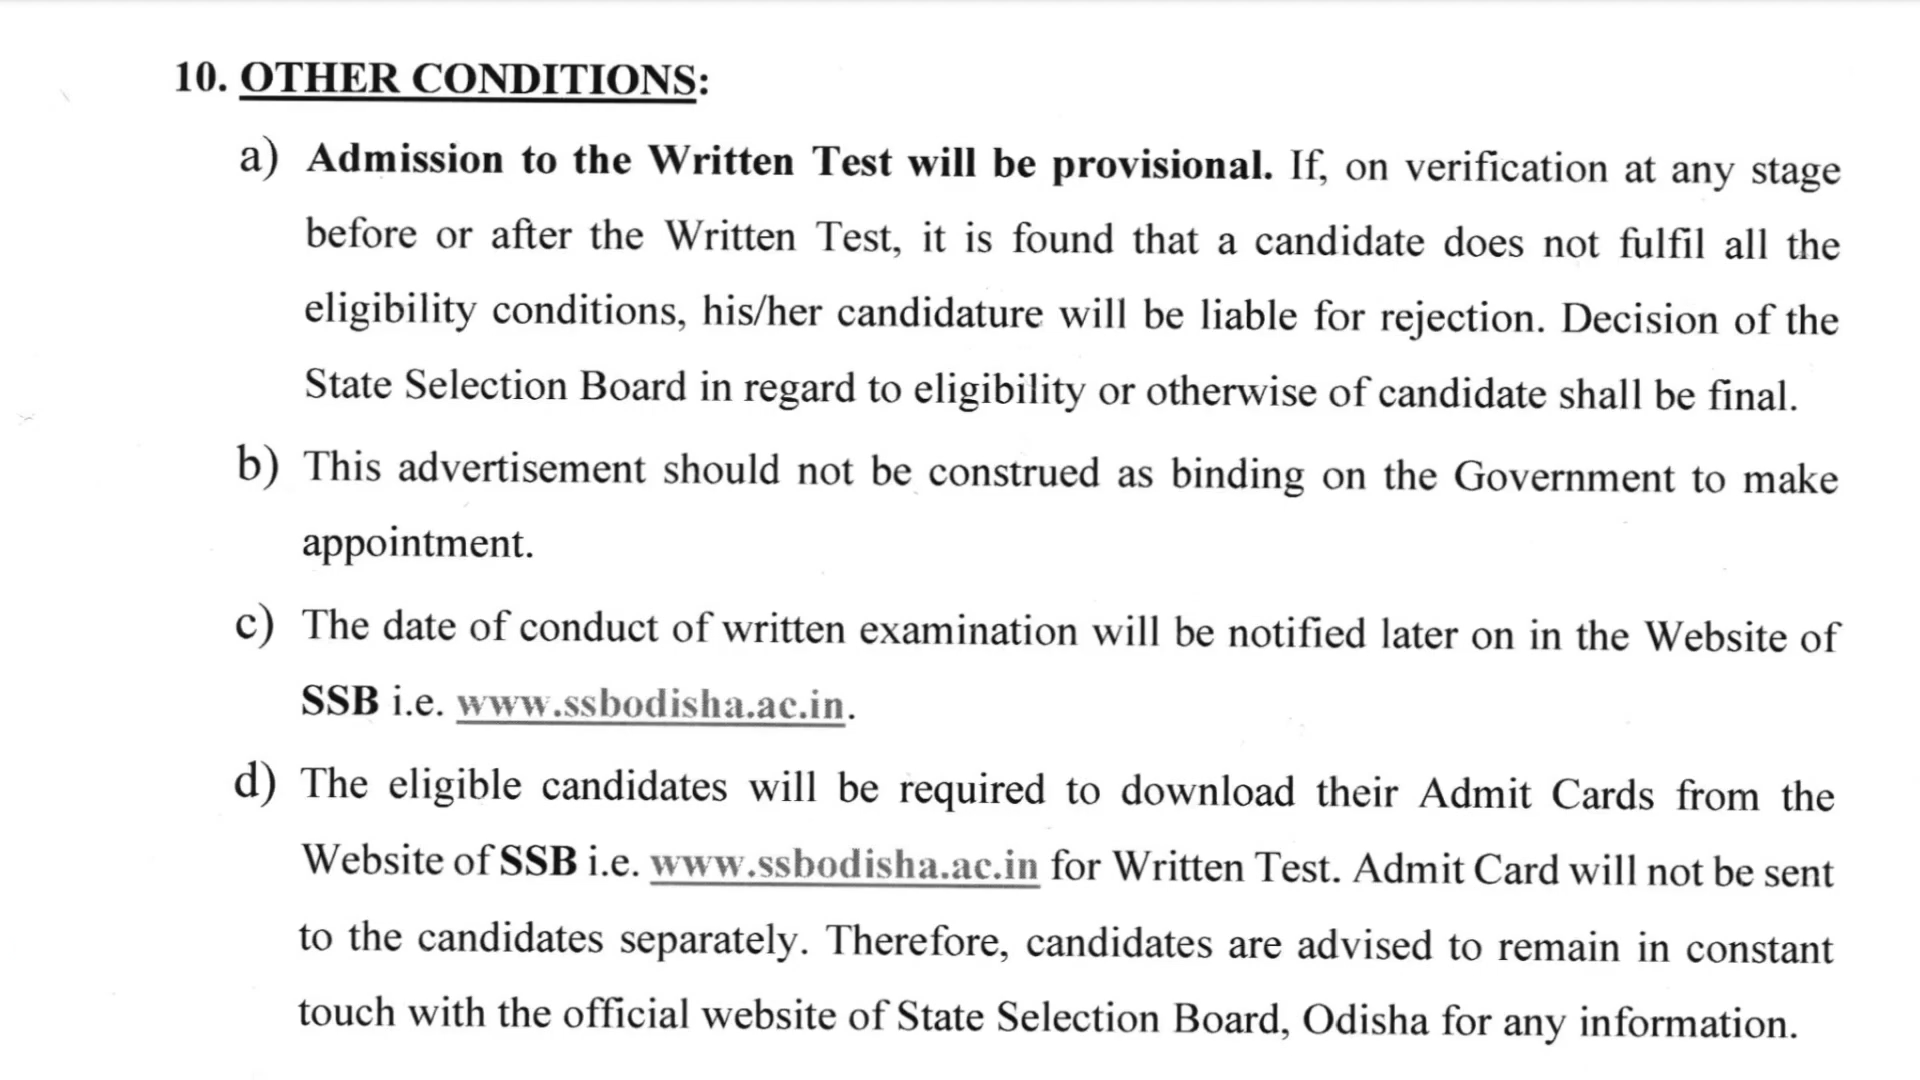 10. OTHER CONDITIONS:
a) Admission to the Written Test will be provisional. If, on verification at any stage
before or after the Written Test, it is found that a candidate does not fulfil all the
eligibility conditions, his/her candidature will be liable for rejection. Decision of the
State Selection Board in regard to eligibility or otherwise of candidate shall be final.
b) This advertisement should not be construed as binding on the Government to make
appointment.
c) The date of conduct of written examination will be notified later on in the Website of
SSB i.e. www.ssbodisha.ac.in.
d) The eligible candidates will be required to download their Admit Cards from the
Website of SSB i.e. www.ssbodisha.ac.in for Written Test. Admit Card will not be sent
to the candidates separately. Therefore, candidates are advised to remain in constant
touch with the official website of State Selection Board, Odisha for any information.